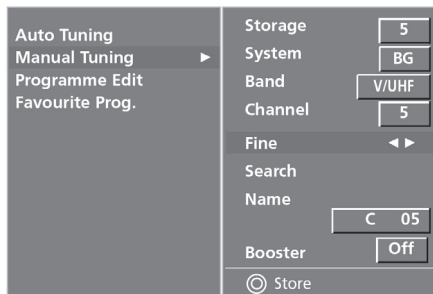 Auto Tuning
Manual Tuning
Programme Edit
Favourite Prog.
Storage 5
System BG
Band V/UHF
Channel 5
Fine
Search
Name
C 05
Booster Off
Store